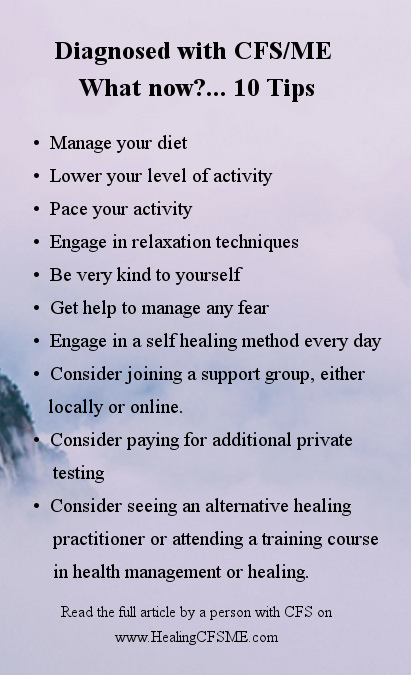 Diagnosed with CFS/ME
What now?... 10 Tips
• Manage your diet
• Lower your level of activity
• Pace your activity
• Engage in relaxation techniques
• Be very kind to yourself
• Get help to manage any fear
• Engage in a self healing method every day
• Consider joining a support group, either
locally or online.
• Consider paying for additional private
testing
• Consider seeing an alternative healing
practitioner or attending a training course
in health management or healing.
Read the full article by a person with CFS on
www.HealingCFSME.com